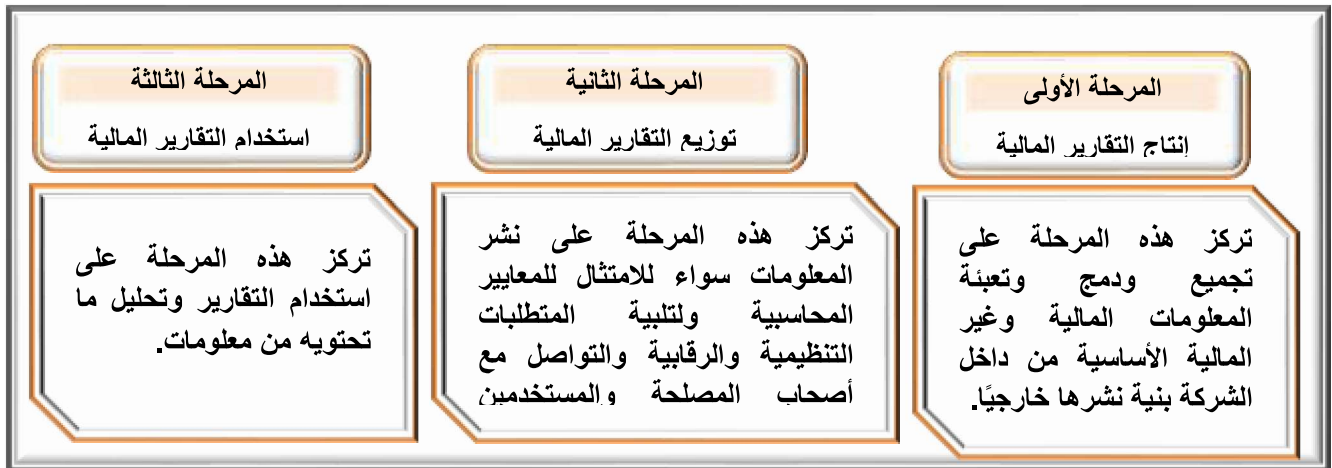 المرحلة الأولى
إنتاج التقارير المالية
تركز هذه المرحلة على
تجميع ودمج وتعبئة
المعلومات المالية وغير
المالية الأساسية من داخل
الشركة بنية نشرها خارجيًا.
المرحلة الثانية
توزيع التقارير المالية
تركز هذه المرحلة على نشر
المعلومات سواء للامتثال للمعايير
المحاسبية ولتلبية المتطلبات
التنظيمية والرقابية والتواصل مع
أصحاب المصلحة والمستخدمين
المرحلة الثالثة
استخدام التقارير المالية
تركز هذه المرحلة على
استخدام التقارير وتحليل ما
تحتويه من معلومات.